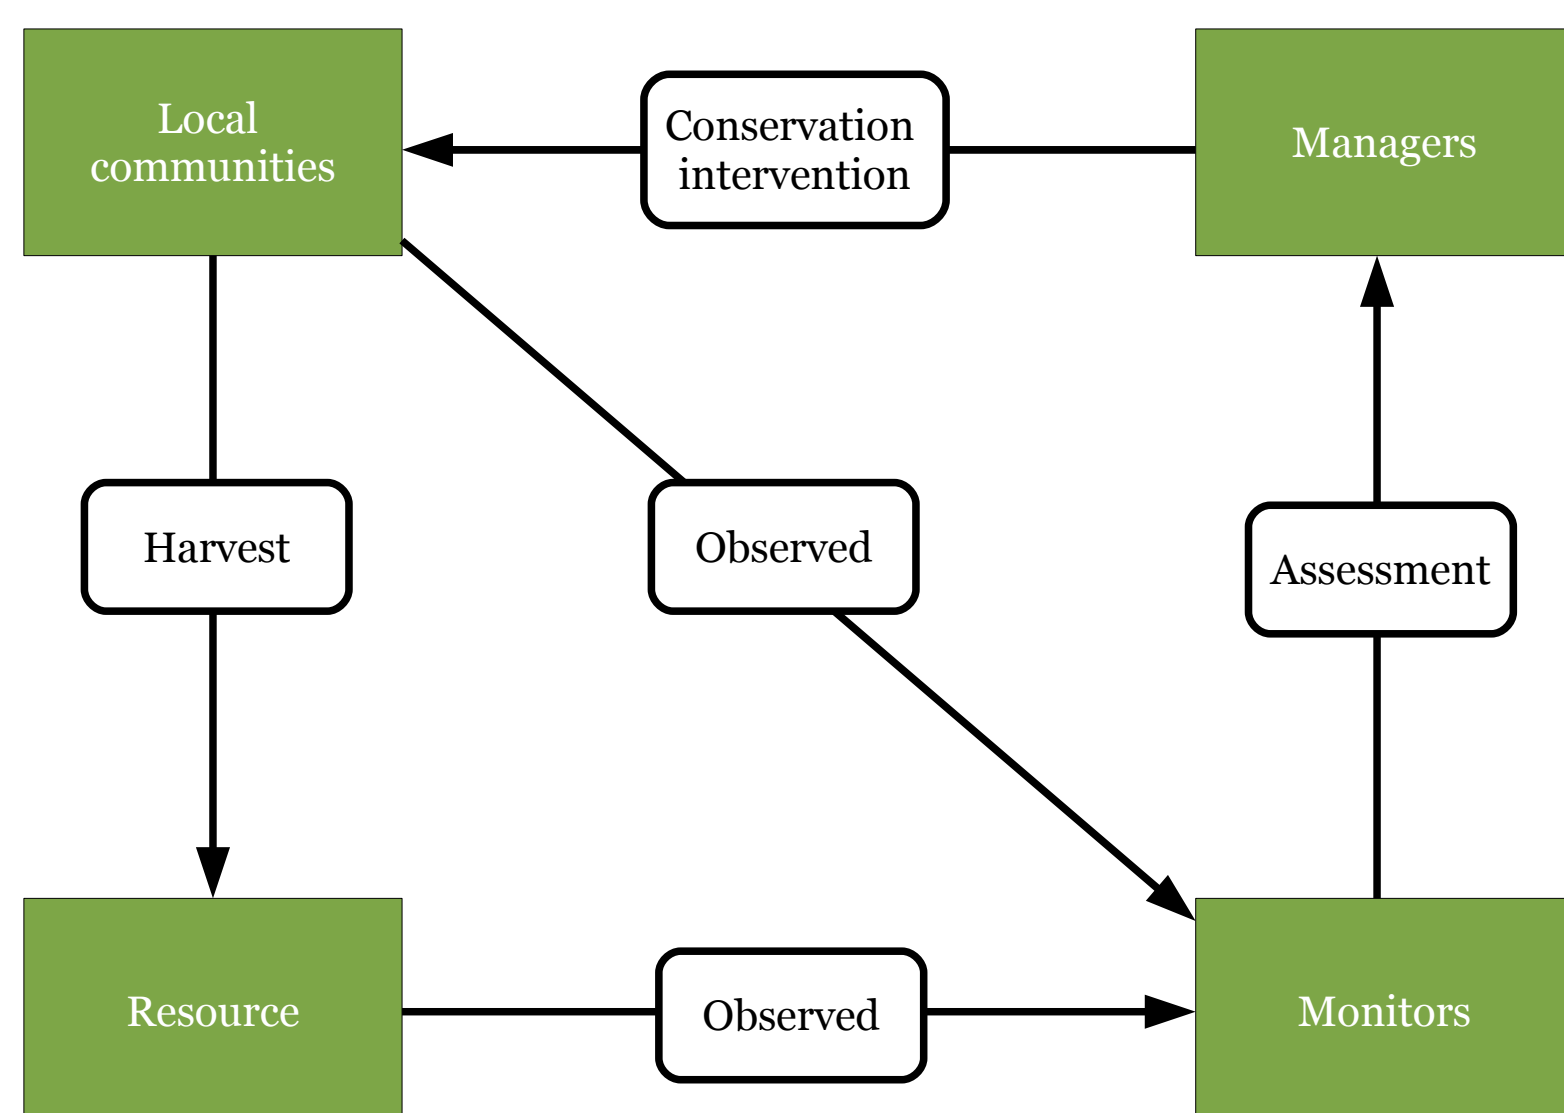 Local
communities
Conservation
intervention
Managers
Harvest
Observed
Assessment
Resource
Observed
Monitors